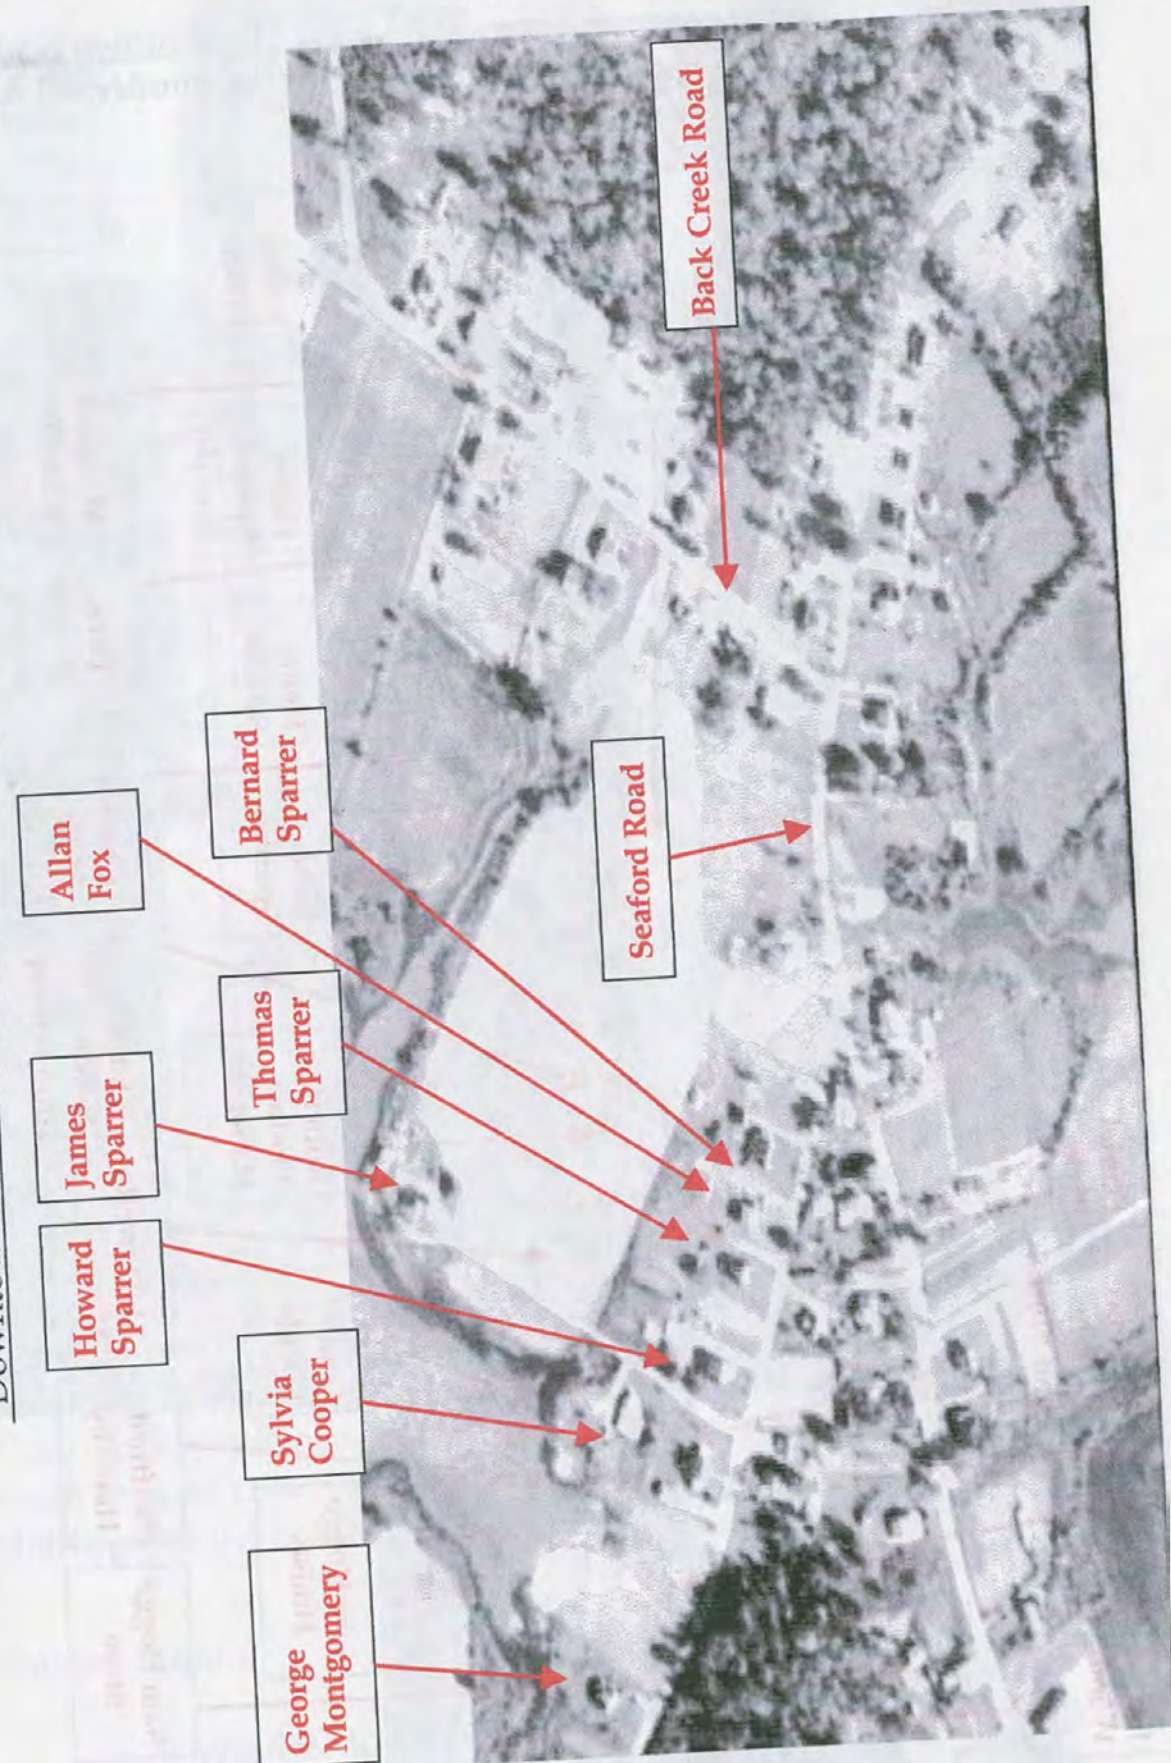 George
Montgomery
Sylvia
Cooper
Howard
Sparrer
James
Sparrer
Thomas
Sparrer
Allan
Fox
Bernard
Sparrer
Seaford Road
Back Creek Road